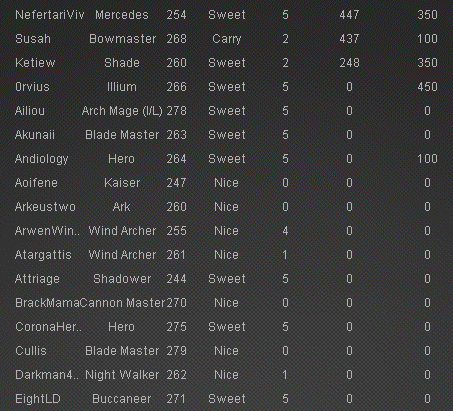 NefertariViv Mercedes 254 Sweet 5 447 350
Susah Bowmaster 268 Carry 2 437 100
Ketiew Shade 260 Sweet 2 248 350
0rvius Illium 266 Sweet 5 0 450
Ailiou Arch Mage (I/L) 278 Sweet 5 0 0
Akunaii Blade Master 263 Sweet 5 0 0
Andiology Hero 264 Sweet 5 0 100
Aoifene Kaiser 247 Nice 0 0 0
Arkeustwo Ark 260 Nice 0 0 0
ArwenWin.. Wind Archer 255 Nice 4 0 0
Atargattis Wind Archer 261 Nice 1 0 0
Attriage Shadower 244 Sweet 5 0 0
BrackMama Cannon Master 270 Nice 0 0 0
CoronaHer.. Hero 275 Sweet 5 0 0
Cullis Blade Master 279 Nice 0 0 0
Darkman4.. Night Walker 262 Nice 1 0 0
EightLD Buccaneer 271 Sweet 5 0 0